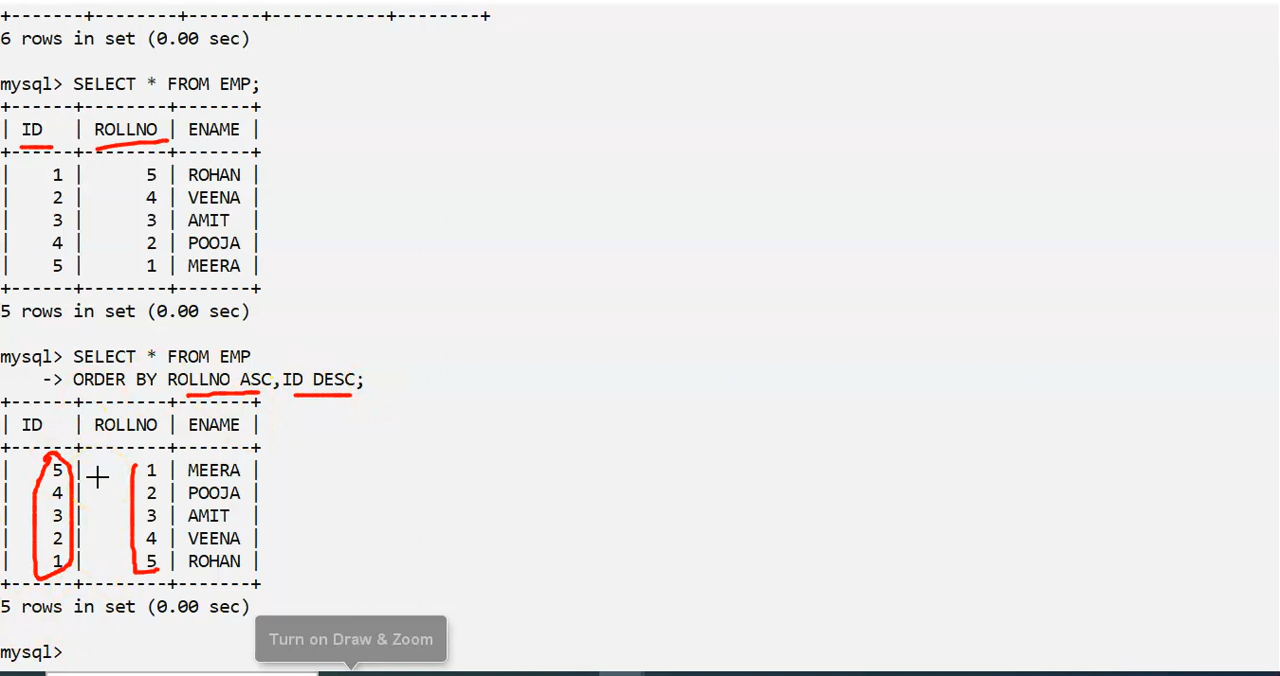 +-------+--------+-------+-----------+--------+
6 rows in set (0.00 sec)
mysql> SELECT * FROM EMP;
+------+--------+-------+
| ID   | ROLLNO | ENAME |
+------+--------+-------+
|    1 |      5 | ROHAN |
|    2 |      4 | VEENA |
|    3 |      3 | AMIT  |
|    4 |      2 | POOJA |
|    5 |      1 | MEERA |
+------+--------+-------+
5 rows in set (0.00 sec)
mysql> SELECT * FROM EMP
    -> ORDER BY ROLLNO ASC,ID DESC;
+------+--------+-------+
| ID   | ROLLNO | ENAME |
+------+--------+-------+
|    5 |      1 | MEERA |
|    4 |      2 | POOJA |
|    3 |      3 | AMIT  |
|    2 |      4 | VEENA |
|    1 |      5 | ROHAN |
+------+--------+-------+
5 rows in set (0.00 sec)
Turn on Draw & Zoom
mysql>